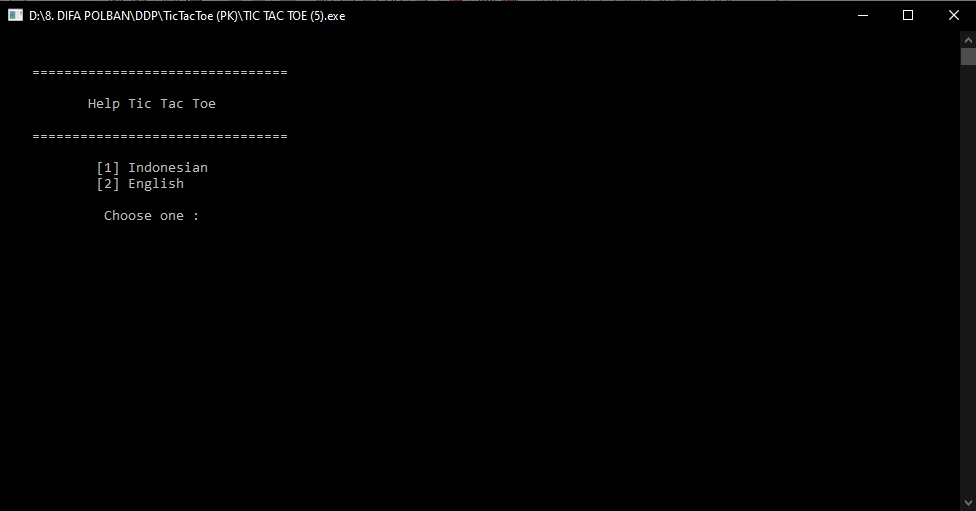 D:\8. DIFA POLBAN\DDP\TicTacToe (PK)\TIC TAC TOE (5).exe
================================
Help Tic Tac Toe
================================
[1] Indonesian
[2] English
Choose one :